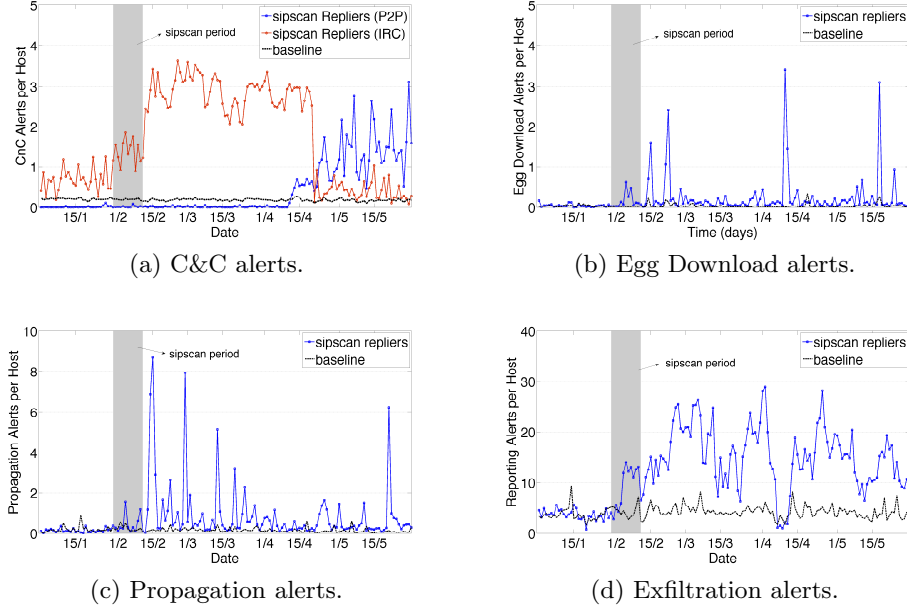 5
4
3
2
1
0
CnC Alerts per Host
sipscan Repliers (P2P)
sipscan Repliers (IRC)
baseline
sipscan period
15/1 1/2 15/2 1/3 15/3 1/4 15/4 1/5 15/5
Date
(a) C&C alerts.
5
4
3
2
1
0
Egg Download Alerts per Host
sipscan repliers
baseline
sipscan period
15/1 1/2 15/2 1/3 15/3 1/4 15/4 1/5 15/5
Time (days)
(b) Egg Download alerts.
10
8
6
4
2
0
Propagation Alerts per Host
sipscan repliers
baseline
sipscan period
15/1 1/2 15/2 1/3 15/3 1/4 15/4 1/5 15/5
Date
(c) Propagation alerts.
40
30
20
10
0
Reporting Alerts per Host
sipscan repliers
baseline
sipscan period
15/1 1/2 15/2 1/3 15/3 1/4 15/4 1/5 15/5
Date
(d) Exfiltration alerts.